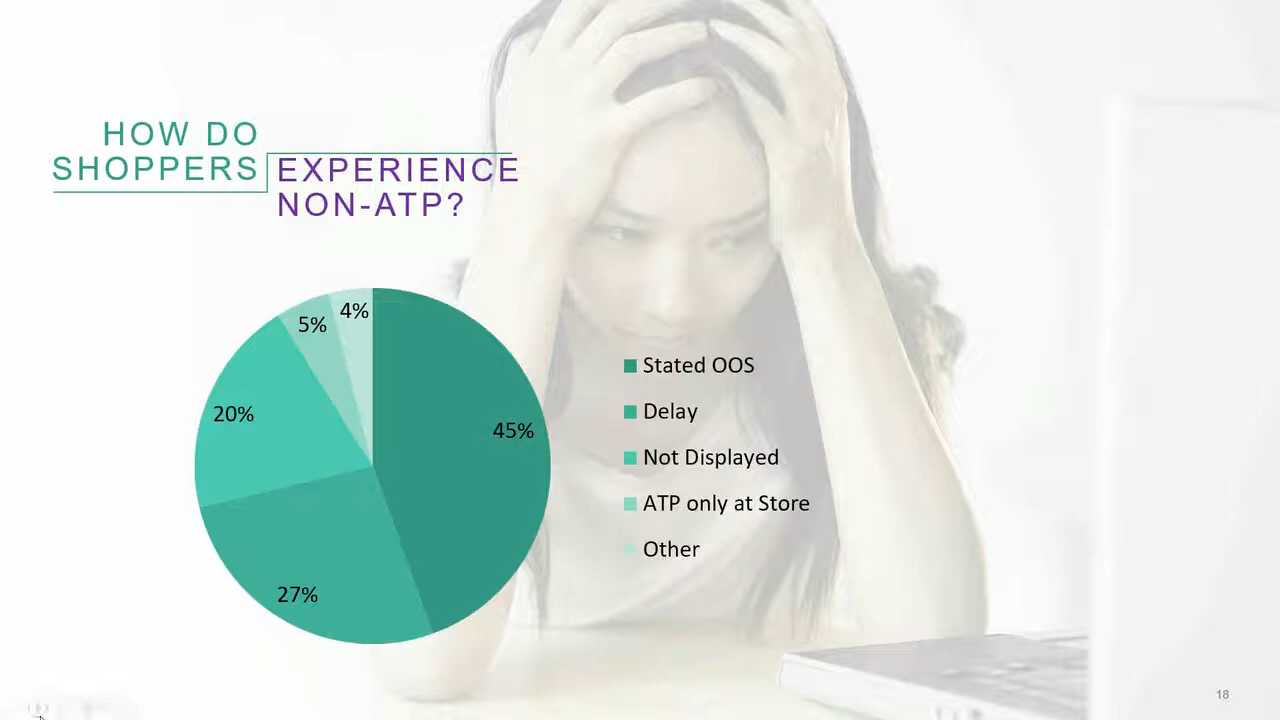 HOW DO
SHOPPERS
EXPERIENCE
NON-ATP?
4%
5%
20%
45%
27%
Stated OOS
Delay
Not Displayed
ATP only at Store
Other
18